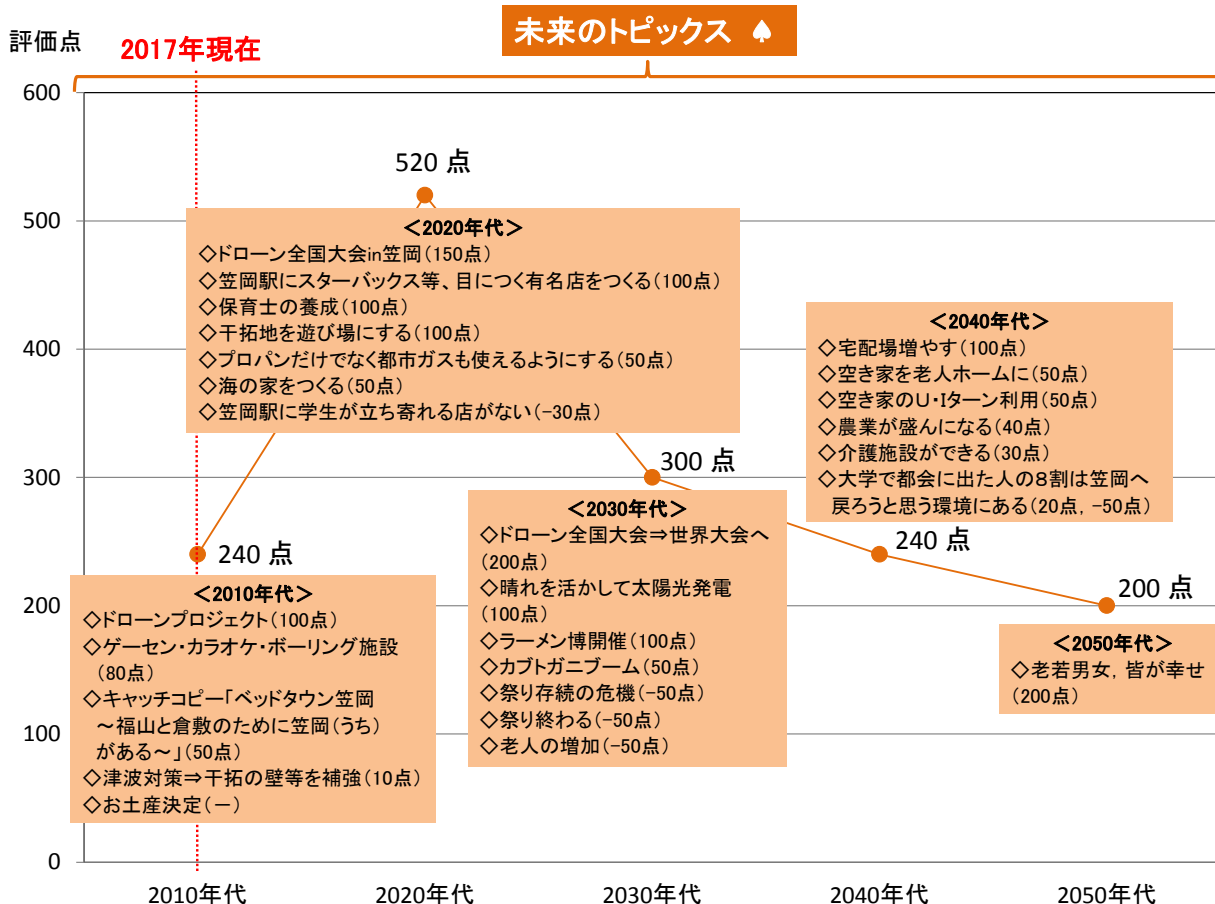 未来のトピックス ♠
評価点
2017年現在
600
500
400
300
200
100
0
520 点
＜2020年代＞
◇ドローン全国大会in笠岡(150点)
◇笠岡駅にスターバックス等、目につく有名店をつくる(100点)
◇保育士の養成(100点)
◇干拓地を遊び場にする(100点)
◇プロパンだけでなく都市ガスも使えるようにする(50点)
◇海の家をつくる(50点)
◇笠岡駅に学生が立ち寄れる店がない(-30点)
240 点
＜2010年代＞
◇ドローンプロジェクト(100点)
◇ゲーセン・カラオケ・ボーリング施設
(80点)
◇キャッチコピー「ベッドタウン笠岡
～福山と倉敷のために笠岡(うち)
がある～」(50点)
◇津波対策⇒干拓の壁等を補強(10点)
◇お土産決定(－)
300 点
＜2030年代＞
◇ドローン全国大会⇒世界大会へ
(200点)
◇晴れを活かして太陽光発電
(100点)
◇ラーメン博開催(100点)
◇カブトガニブーム(50点)
◇祭り存続の危機(-50点)
◇祭り終わる(-50点)
◇老人の増加(-50点)
＜2040年代＞
◇宅配場増やす(100点)
◇空き家を老人ホームに(50点)
◇空き家のU・Iターン利用(50点)
◇農業が盛んになる(40点)
◇介護施設ができる(30点)
◇大学で都会に出た人の８割は笠岡へ
戻ろうと思う環境にある(20点, -50点)
240 点
200 点
＜2050年代＞
◇老若男女, 皆が幸せ
(200点)
2010年代
2020年代
2030年代
2040年代
2050年代